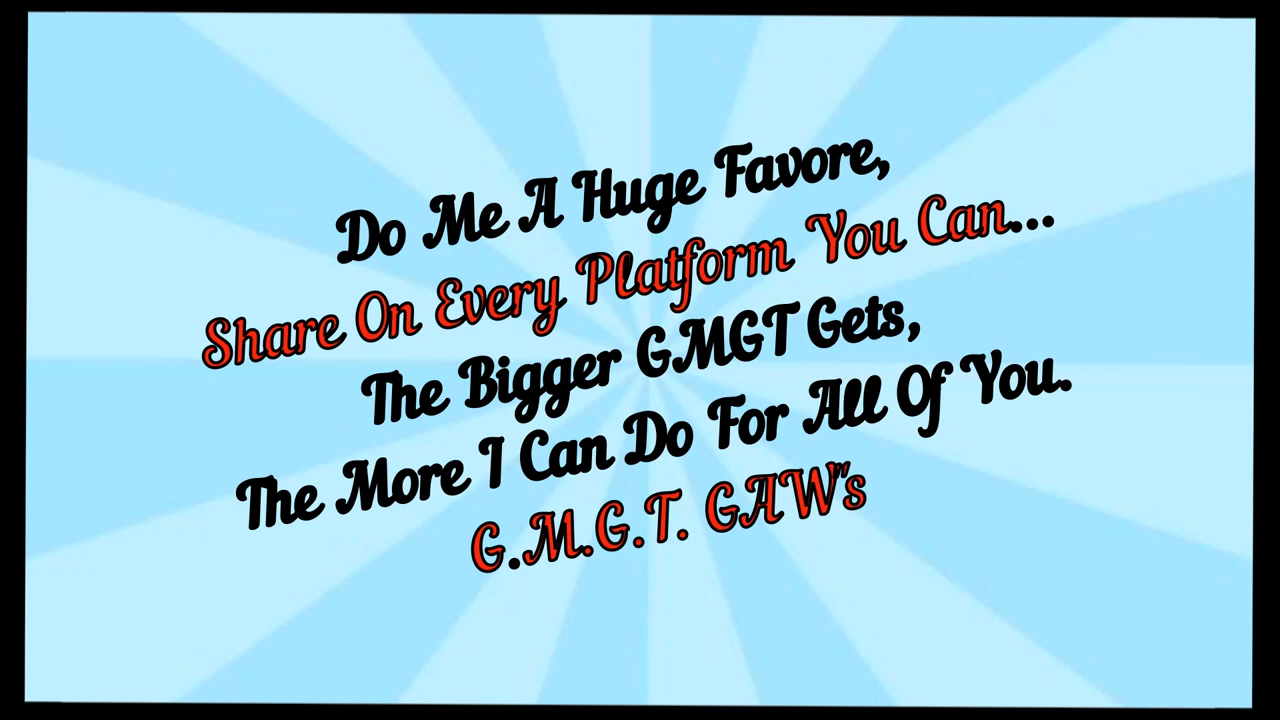 Do Me A Huge Favore,
Share On Every Platform You Can...
The Bigger GMGT Gets,
The More I Can Do For All Of You.
G.M.G.T. GAW"s